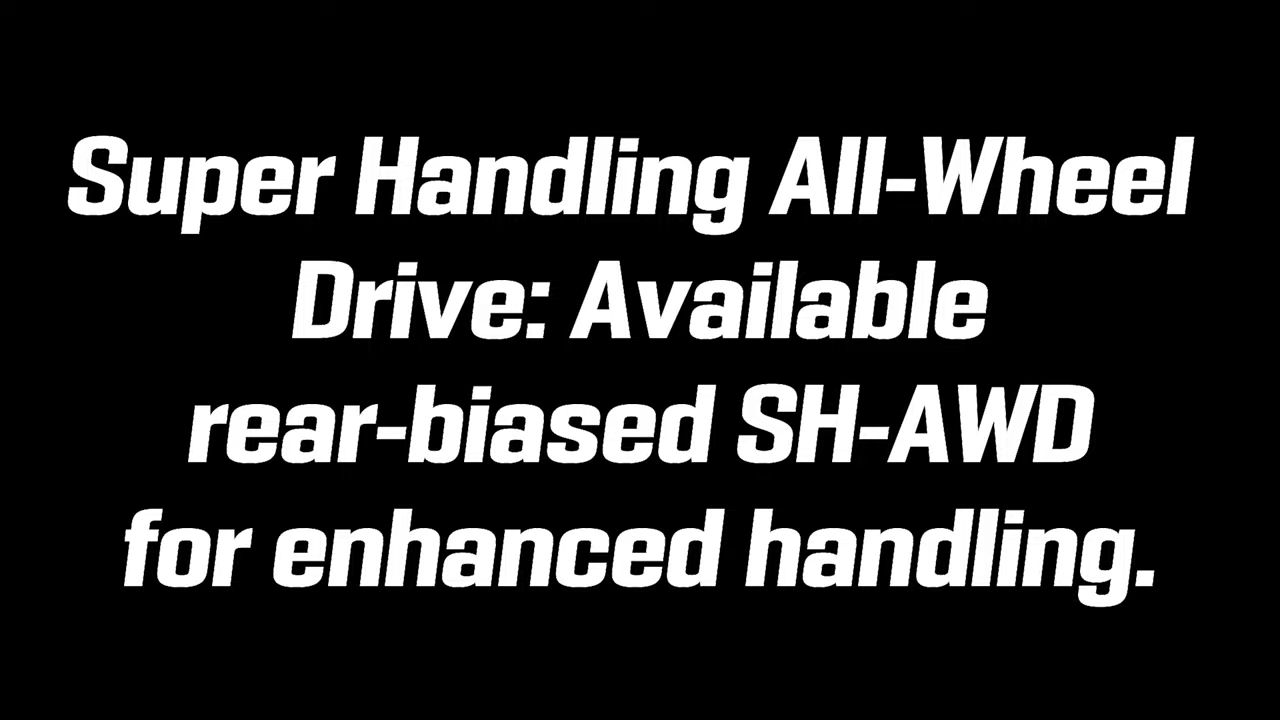 Super Handling All-Wheel
Drive: Available
rear-biased SH-AWD
for enhanced handling.